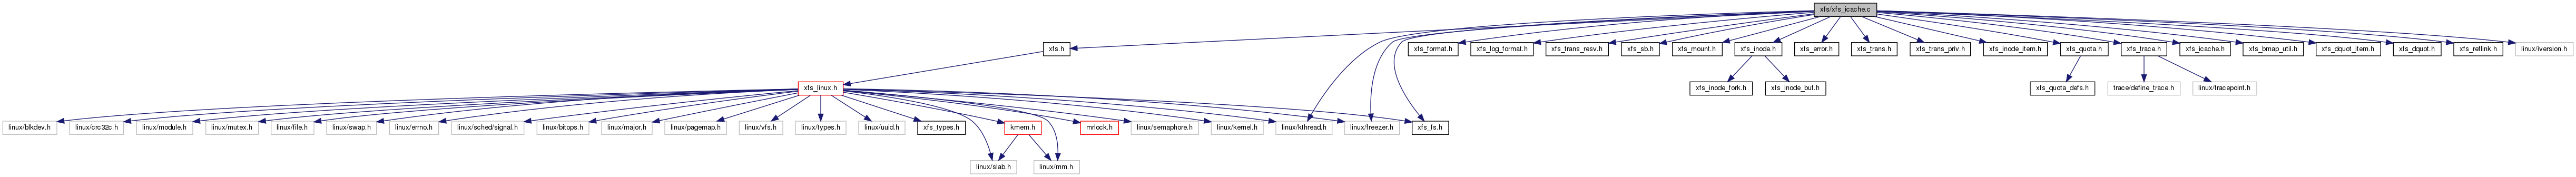 xfs/xfs_icache.c
xfs.h
xfs_format.h
xfs_log_format.h
xfs_trans_resv.h
xfs_sb.h
xfs_mount.h
xfs_inode.h
xfs_error.h
xfs_trans.h
xfs_trans_priv.h
xfs_inode_item.h
xfs_quota.h
xfs_trace.h
xfs_icache.h
xfs_bmap_util.h
xfs_dquot_item.h
xfs_dquot.h
xfs_reflink.h
linux/iversion.h
xfs_linux.h
xfs_inode_fork.h
xfs_inode_buf.h
xfs_quota_defs.h
trace/define_trace.h
linux/tracepoint.h
linux/blkdev.h
linux/crc32c.h
linux/module.h
linux/mutex.h
linux/file.h
linux/swap.h
linux/errno.h
linux/sched/signal.h
linux/bitops.h
linux/major.h
linux/pagemap.h
linux/vfs.h
linux/types.h
linux/uuid.h
xfs_types.h
kmem.h
mrlock.h
linux/semaphore.h
linux/kernel.h
linux/kthread.h
linux/freezer.h
xfs_fs.h
linux/slab.h
linux/mm.h